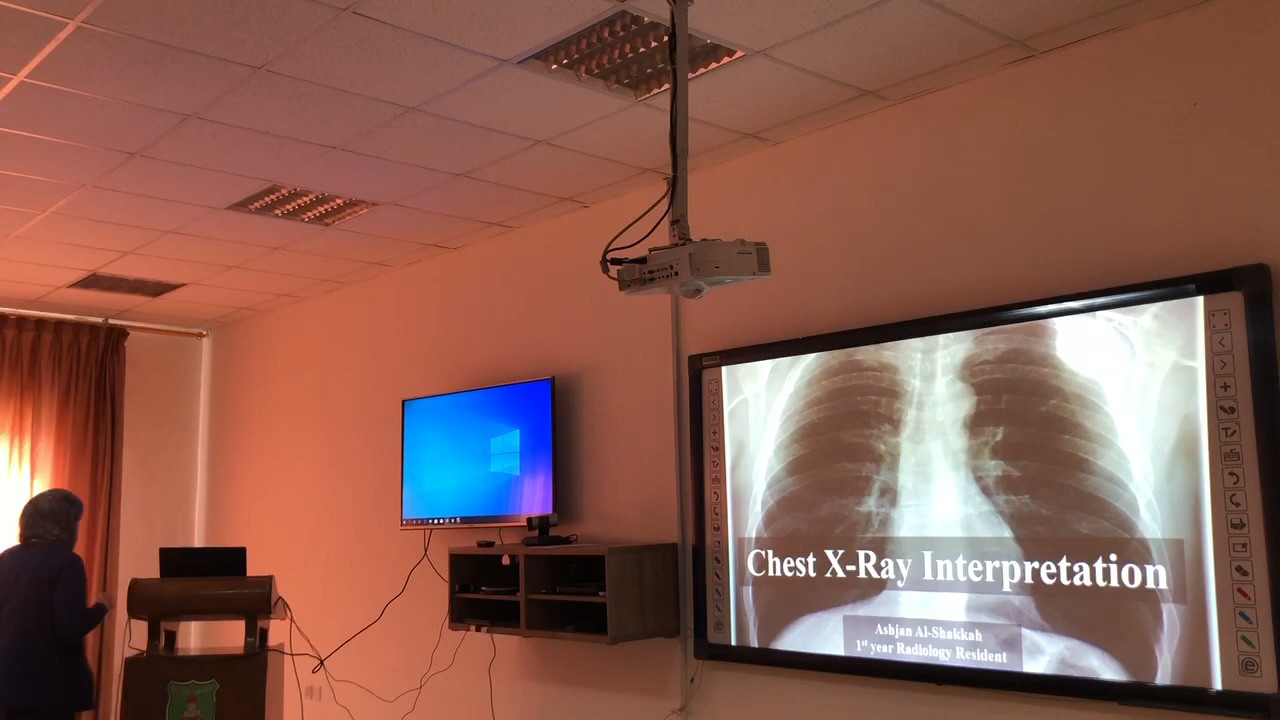 Chest X-Ray Interpretation
Ashjan Al-Shakkah
1st year Radiology Resident